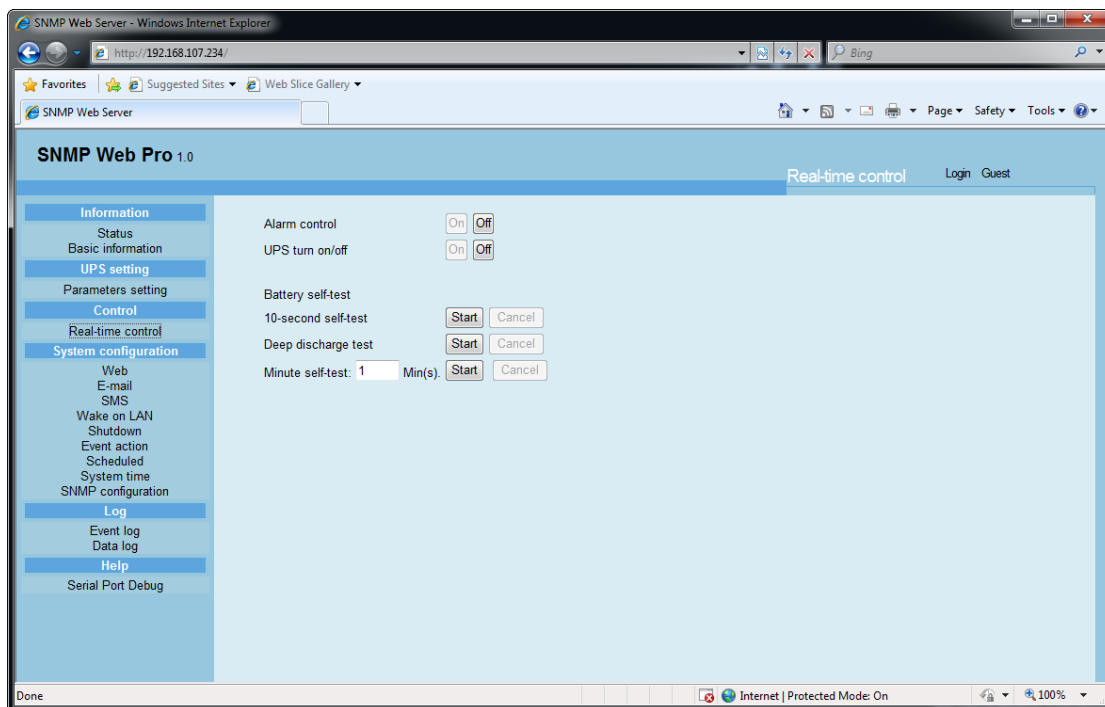 SNMP Web Server - Windows Internet Explorer
http://192.168.107.234/
Bing
Favorites Suggested Sites Web Slice Gallery
SNMP Web Server
Page Safety Tools
SNMP Web Pro 1.0
Real-time control Login Guest
Information
Status
Basic information
UPS setting
Parameters setting
Control
Real-time control
System configuration
Web
E-mail
SMS
Wake on LAN
Shutdown
Event action
Scheduled
System time
SNMP configuration
Log
Event log
Data log
Help
Serial Port Debug
Alarm control On Off
UPS turn on/off On Off
Battery self-test
10-second self-test Start Cancel
Deep discharge test Start Cancel
Minute self-test: 1 Min(s). Start Cancel
Done Internet | Protected Mode: On 100%